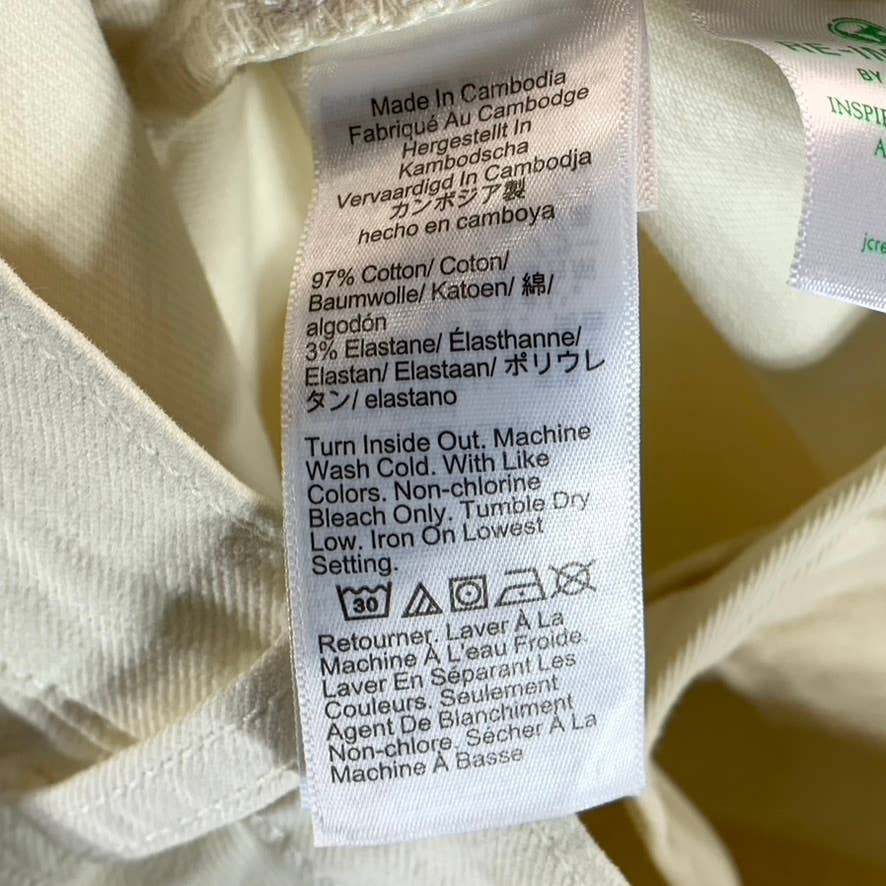 Made In Cambodia
Fabriqué Au Cambodge
Hergestellt In
Kambodscha
Vervaardigd In Cambodja
カンボジア製
hecho en camboya
97% Cotton/ Coton/
Baumwolle/ Katoen/ 綿/
algodón
3% Elastane/ Élasthanne/
Elastan/ Elastaan/ ポリウレ
タン/ elastano
Turn Inside Out. Machine
Wash Cold. With Like
Colors. Non-chlorine
Bleach Only. Tumble Dry
Low. Iron On Lowest
Setting.
30
Retourner. Laver À La
Machine À L'eau Froide.
Laver En Séparant Les
Couleurs. Seulement
Agent De Blanchiment
Non-chlore. Sécher À La
Machine À Basse
BY